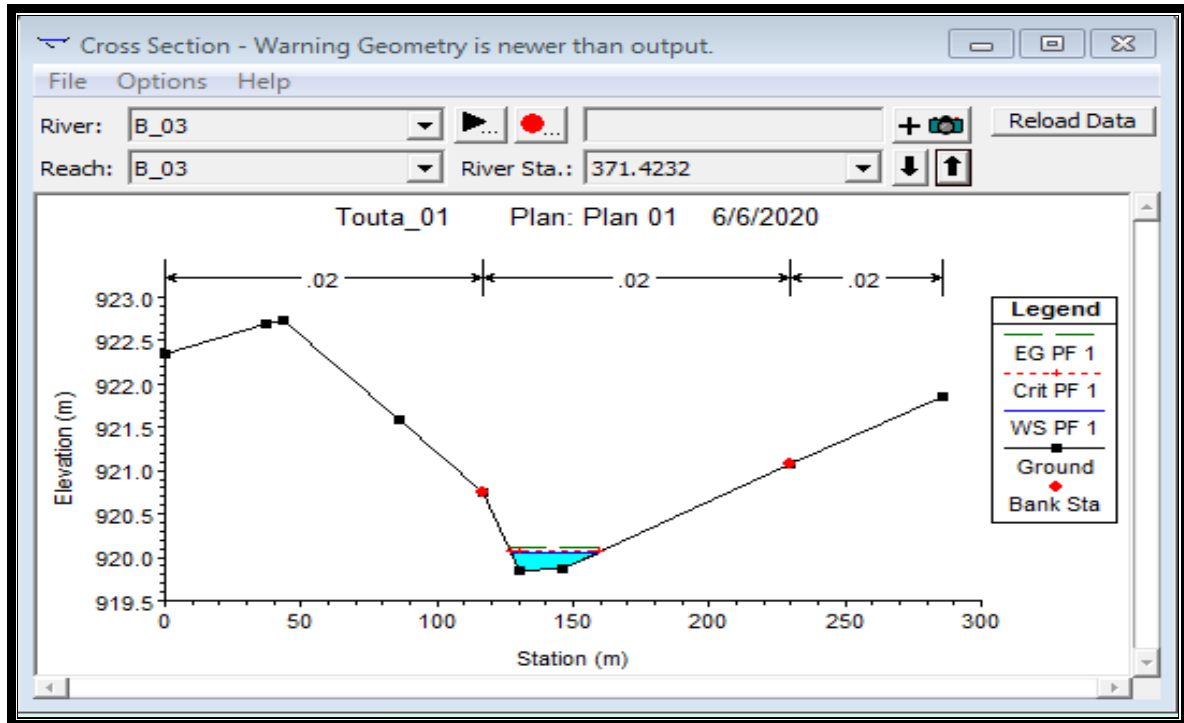 Cross Section - Warning Geometry is newer than output.
File Options Help
River: B_03 Reload Data
Reach: B_03 River Sta.: 371.4232
Touta_01 Plan: Plan 01 6/6/2020
.02 .02 .02
923.0
922.5
922.0
921.5
921.0
920.5
920.0
919.5
Elevation (m)
0 50 100 150 200 250 300
Station (m)
Legend
EG PF 1
Crit PF 1
WS PF 1
Ground
Bank Sta